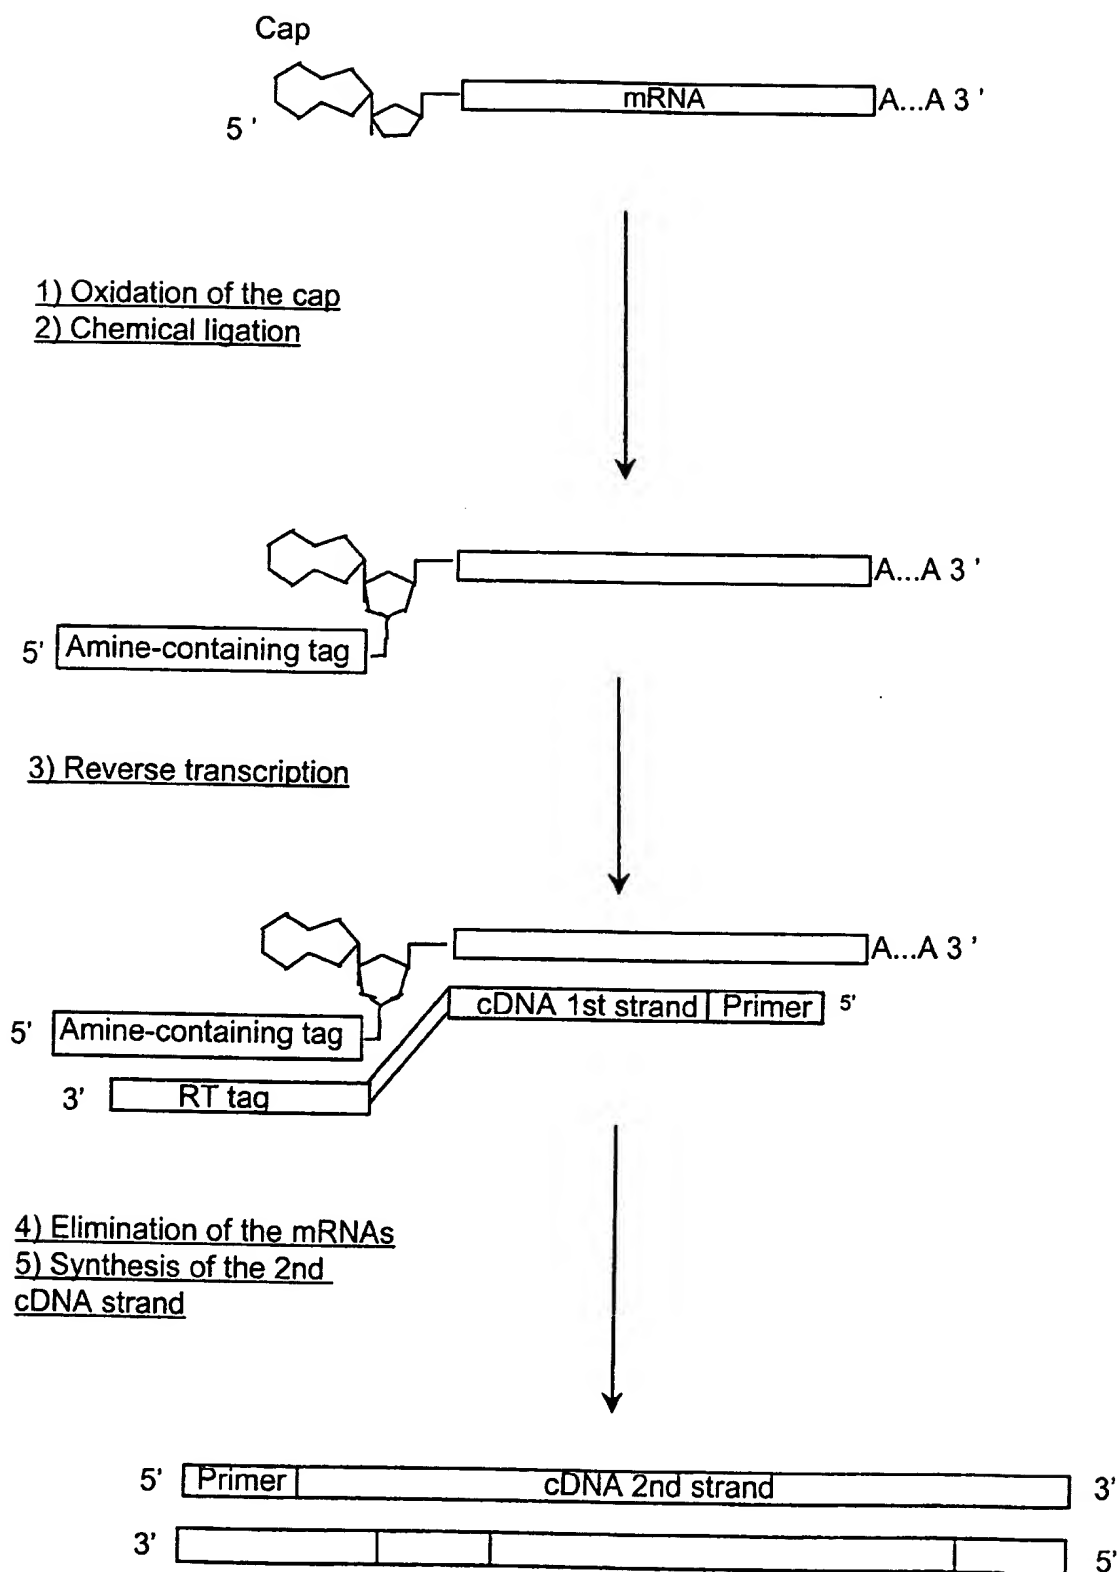 Cap
5 '
mRNA
A...A 3 '
1) Oxidation of the cap
2) Chemical ligation
A...A 3 '
5' Amine-containing tag
3) Reverse transcription
A...A 3 '
cDNA 1st strand Primer 5'
5' Amine-containing tag
3' RT tag
4) Elimination of the mRNAs
5) Synthesis of the 2nd
cDNA strand
5' Primer cDNA 2nd strand 3'
3' 5'